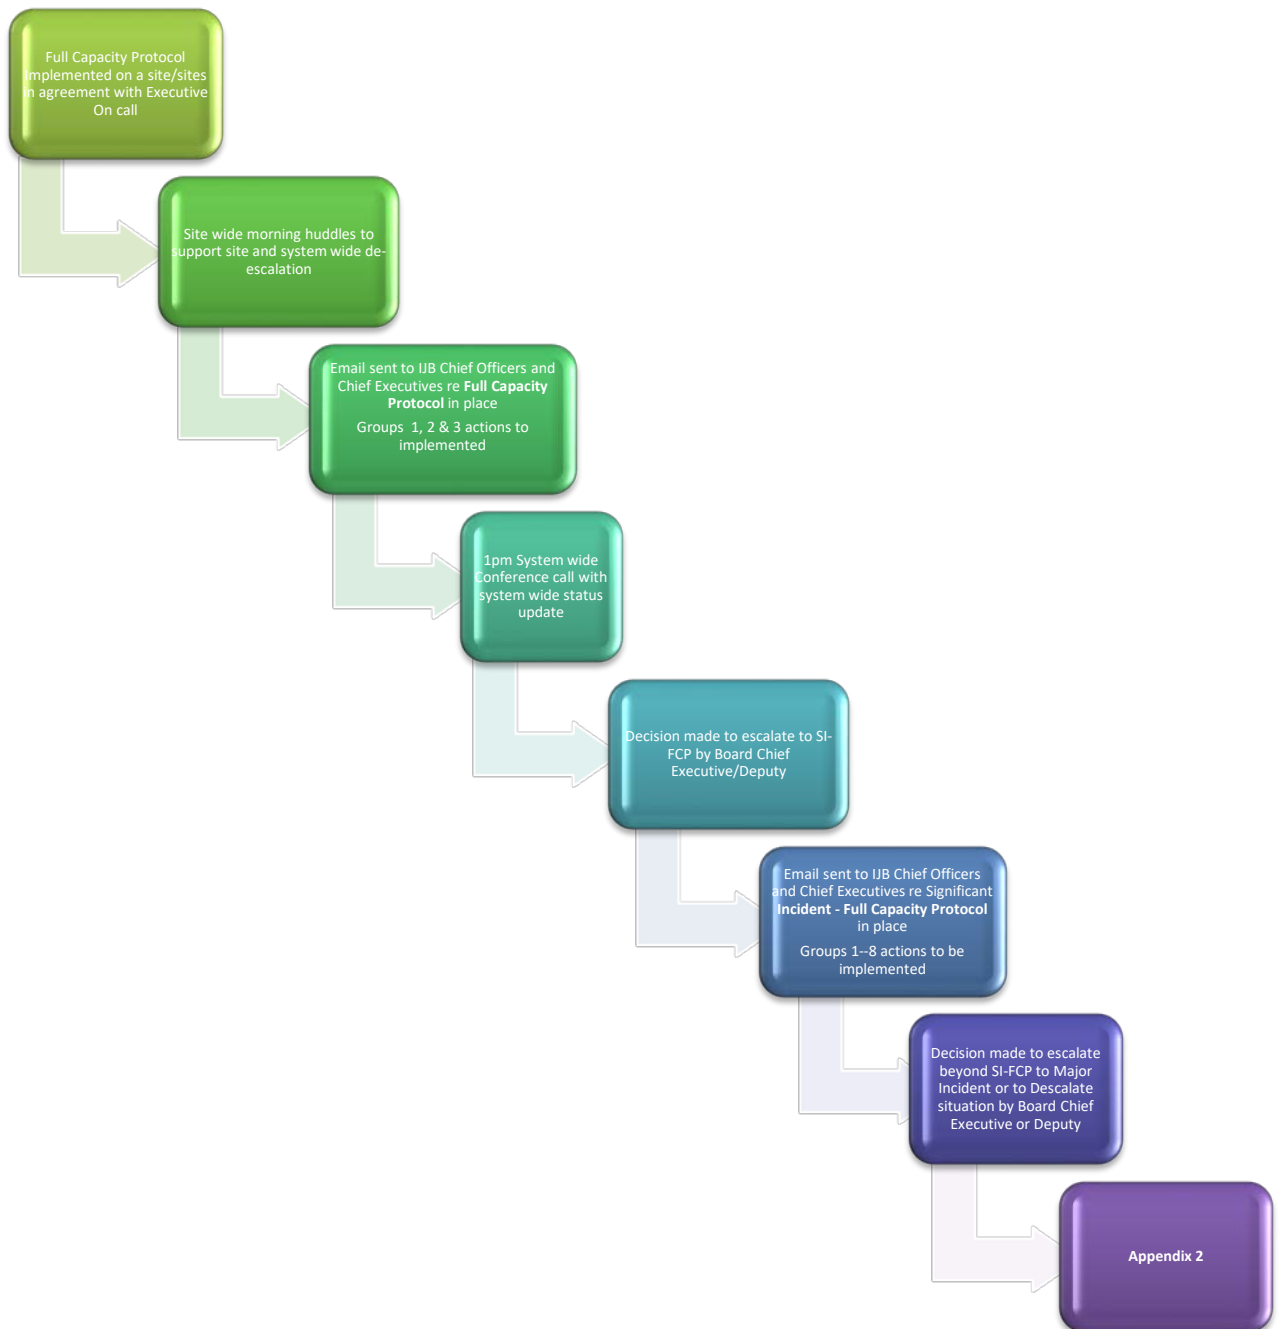 Full Capacity Protocol
Implemented on a site/sites
in agreement with Executive
On call
Site wide morning huddles to
support site and system wide de-
escalation
Email sent to IJB Chief Officers and
Chief Executives re Full Capacity
Protocol in place
Groups 1, 2 & 3 actions to
implemented
1pm System wide
Conference call with
system wide status
update
Decision made to escalate to SI-
FCP by Board Chief
Executive/Deputy
Email sent to IJB Chief Officers
and Chief Executives re Significant
Incident - Full Capacity Protocol
in place
Groups 1--8 actions to be
implemented
Decision made to escalate
beyond SI-FCP to Major
Incident or to Descalate
situation by Board Chief
Executive or Deputy
Appendix 2